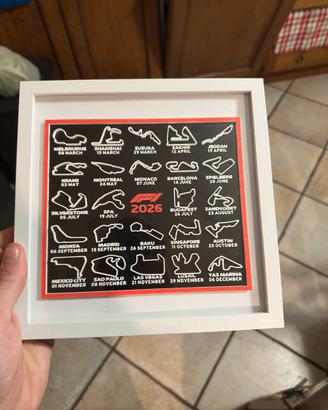 MELBOURNE
08 MARCH
SHANGHAI
15 MARCH
SUZUKA
29 MARCH
SAKHIR
12 APRIL
JEDDAH
19 APRIL
MIAMI
03 MAY
MONTREAL
24 MAY
MONACO
07 JUNE
BARCELONA
14 JUNE
SPIELBERG
28 JUNE
SILVERSTONE
05 JULY
SPA
19 JULY
F1
2026
BUDAPEST
26 JULY
ZANDVOORT
23 AUGUST
MONZA
06 SEPTEMBER
MADRID
13 SEPTEMBER
BAKU
26 SEPTEMBER
SINGAPORE
11 OCTOBER
AUSTIN
25 OCTOBER
MEXICO CITY
01 NOVEMBER
SAO PAULO
08 NOVEMBER
LAS VEGAS
21 NOVEMBER
LUSAIL
29 NOVEMBER
YAS MARINA
06 DECEMBER